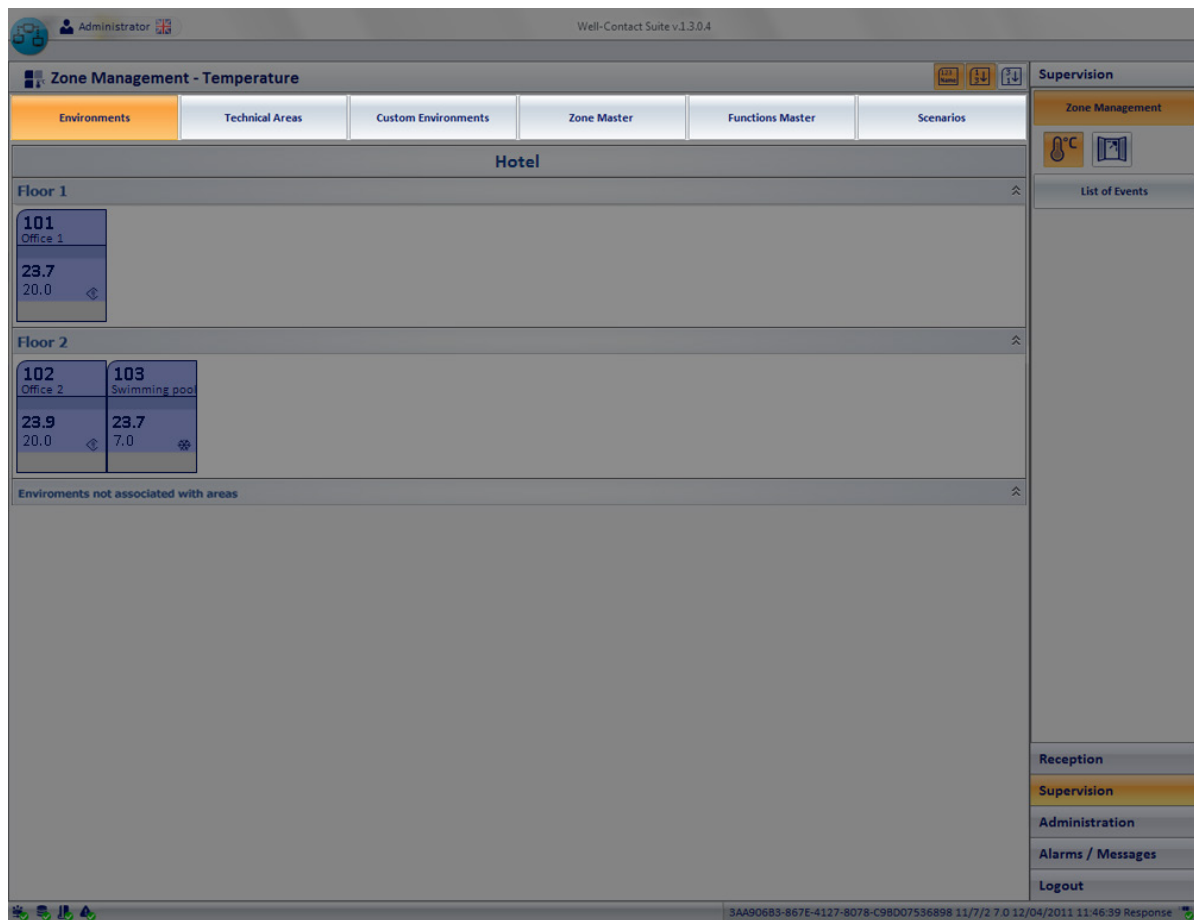 Administrator
Well-Contact Suite v.1.3.0.4
Zone Management - Temperature
Supervision
Environments
Technical Areas
Custom Environments
Zone Master
Functions Master
Scenarios
Zone Management
°C
Hotel
List of Events
Floor 1
101
Office 1
23.7
20.0
Floor 2
102
Office 2
23.9
20.0
103
Swimming pool
23.7
7.0
Enviroments not associated with areas
Reception
Supervision
Administration
Alarms / Messages
Logout
3AA906B3-867E-4127-8078-C9BD07536898 11/7/2 7.0 12/04/2011 11:46:39 Response